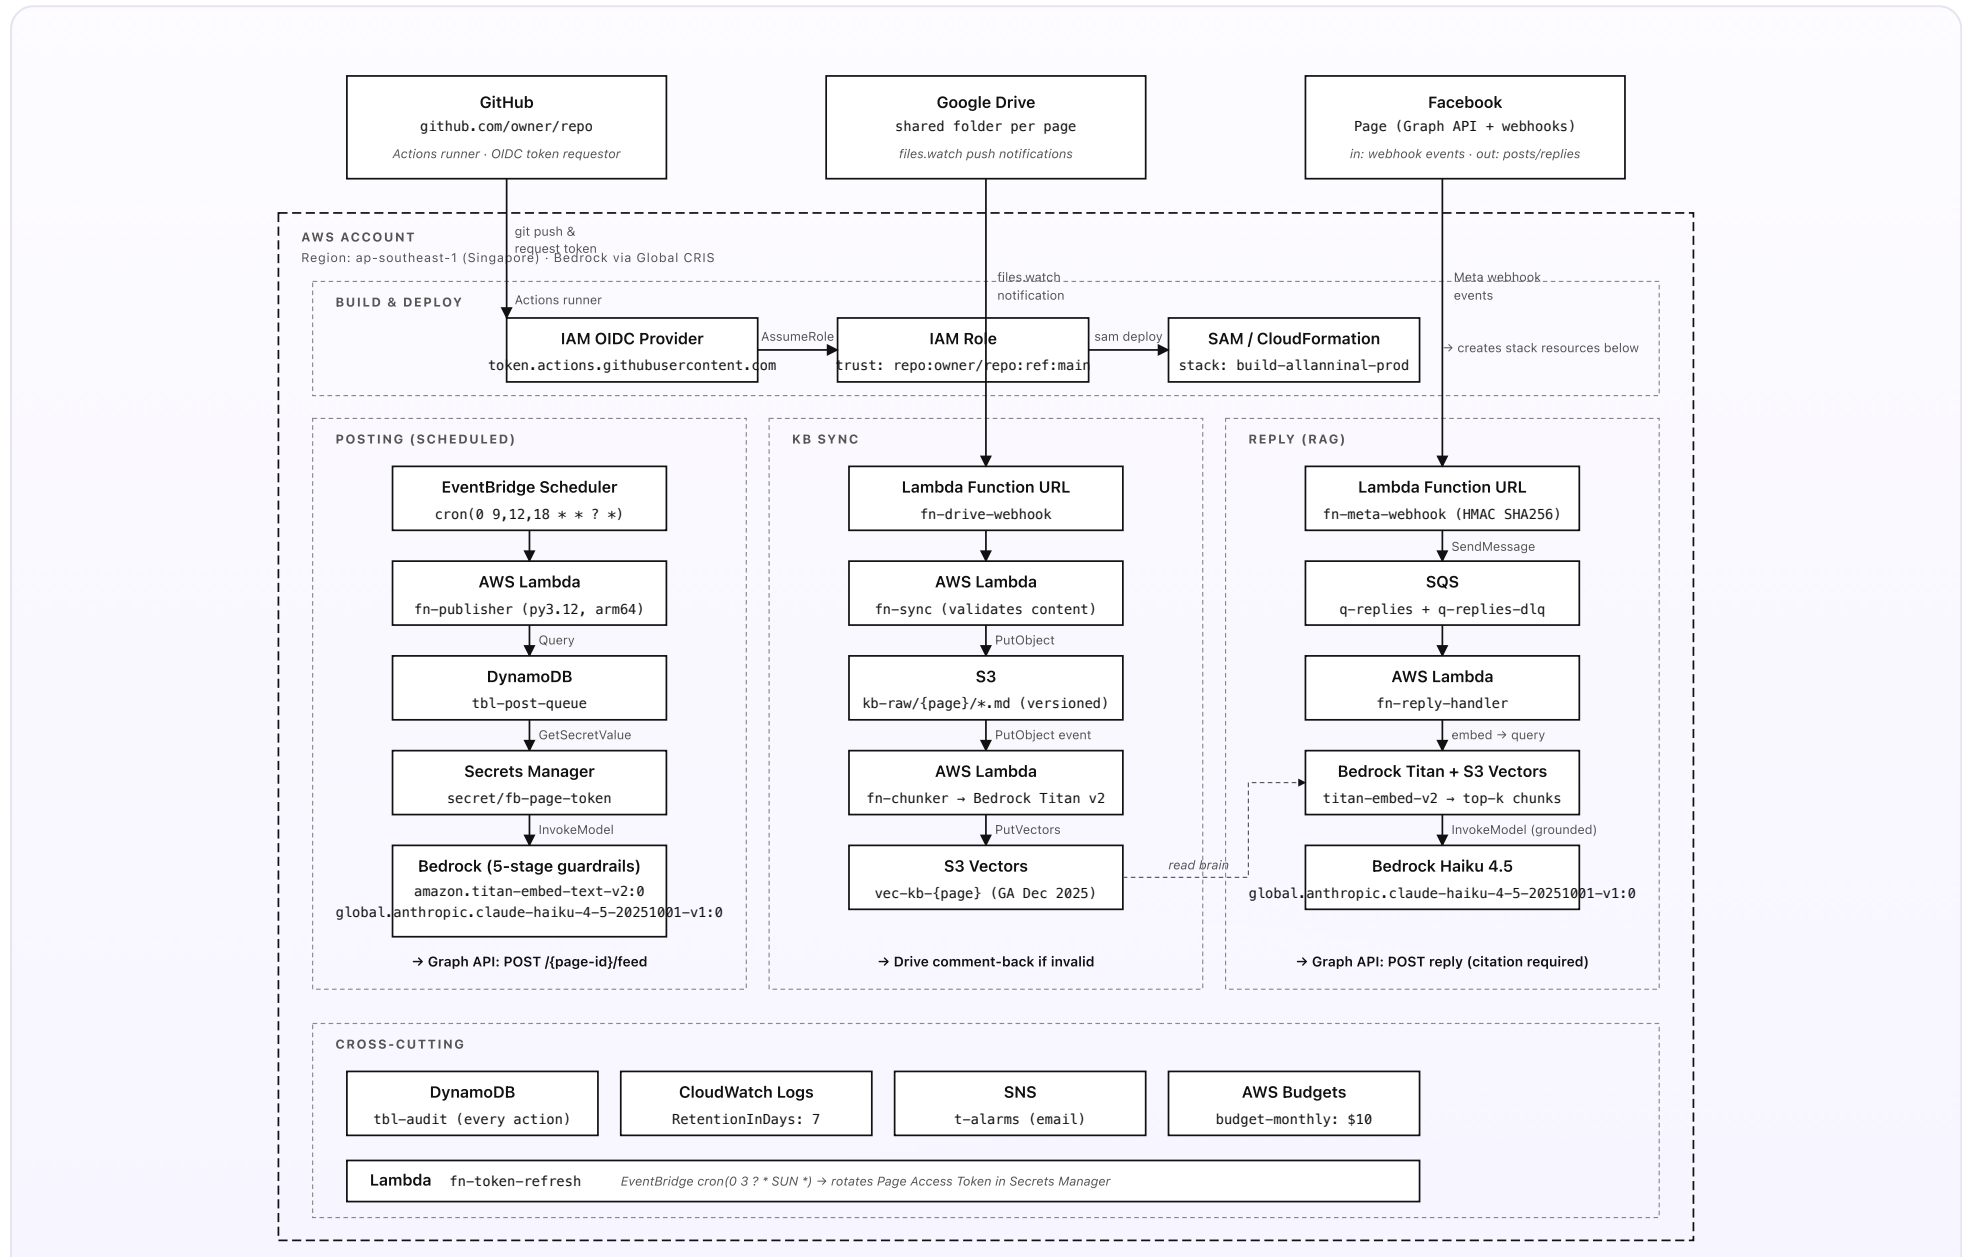 GitHub
github.com/owner/repo
Actions runner · OIDC token requestor
Google Drive
shared folder per page
files.watch push notifications
Facebook
Page (Graph API + webhooks)
in: webhook events · out: posts/replies
AWS ACCOUNT
Region: ap-southeast-1 (Singapore) · Bedrock via Global CRIS
git push &
request token
files.watch
notification
Meta webhook
events
BUILD & DEPLOY
Actions runner
IAM OIDC Provider
token.actions.githubusercontent.com
AssumeRole
IAM Role
trust: repo:owner/repo:ref:main
sam deploy
SAM / CloudFormation
stack: build-allanninal-prod
→ creates stack resources below
POSTING (SCHEDULED)
EventBridge Scheduler
cron(0 9,12,18 * * ? *)
AWS Lambda
fn-publisher (py3.12, arm64)
Query
DynamoDB
tbl-post-queue
GetSecretValue
Secrets Manager
secret/fb-page-token
InvokeModel
Bedrock (5-stage guardrails)
amazon.titan-embed-text-v2:0
global.anthropic.claude-haiku-4-5-20251001-v1:0
→ Graph API: POST /{page-id}/feed
KB SYNC
Lambda Function URL
fn-drive-webhook
AWS Lambda
fn-sync (validates content)
PutObject
S3
kb-raw/{page}/*.md (versioned)
PutObject event
AWS Lambda
fn-chunker → Bedrock Titan v2
PutVectors
S3 Vectors
vec-kb-{page} (GA Dec 2025)
→ Drive comment-back if invalid
read brain
REPLY (RAG)
Lambda Function URL
fn-meta-webhook (HMAC SHA256)
SendMessage
SQS
q-replies + q-replies-dlq
AWS Lambda
fn-reply-handler
embed → query
Bedrock Titan + S3 Vectors
titan-embed-v2 → top-k chunks
InvokeModel (grounded)
Bedrock Haiku 4.5
global.anthropic.claude-haiku-4-5-20251001-v1:0
→ Graph API: POST reply (citation required)
CROSS-CUTTING
DynamoDB
tbl-audit (every action)
CloudWatch Logs
RetentionInDays: 7
SNS
t-alarms (email)
AWS Budgets
budget-monthly: $10
Lambda fn-token-refresh EventBridge cron(0 3 ? * SUN *) → rotates Page Access Token in Secrets Manager